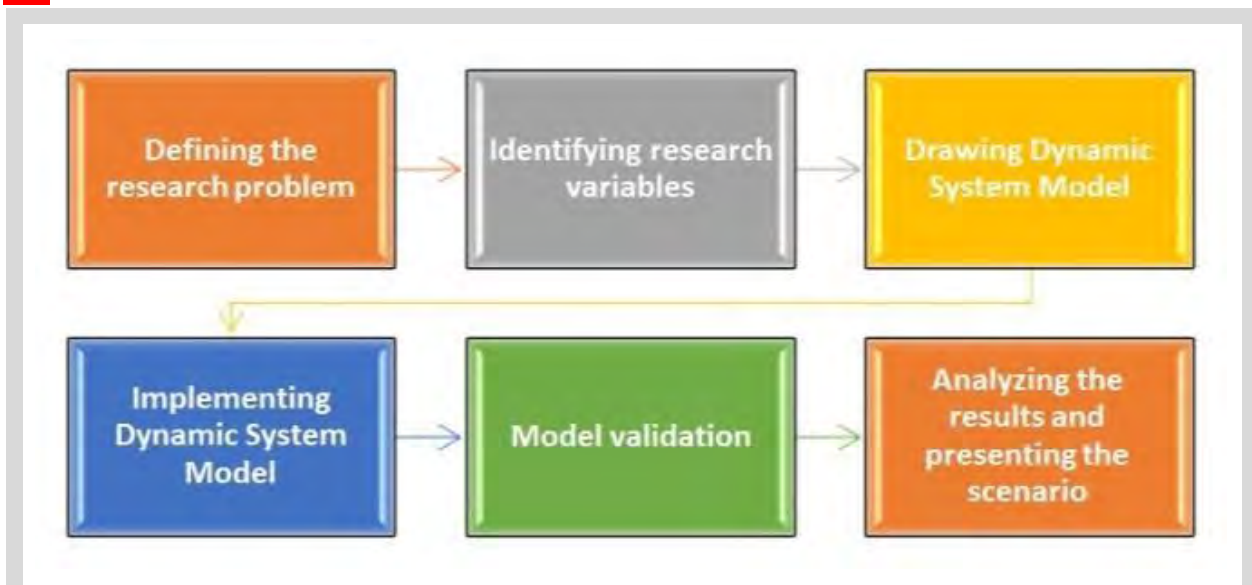 Defining the
research problem
Identifying research
variables
Drawing Dynamic
System Model
Implementing
Dynamic System
Model
Model validation
Analyzing the
results and
presenting the
scenario